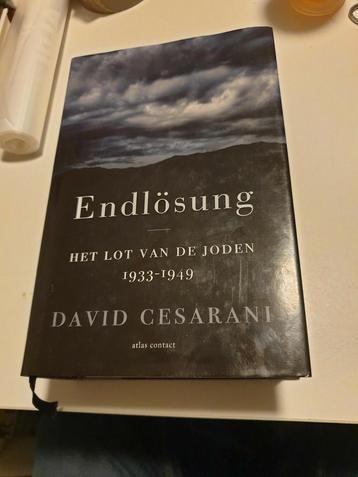 Endlösung
HET LOT VAN DE JODEN
1933-1949
DAVID CESARANI
atlas contact